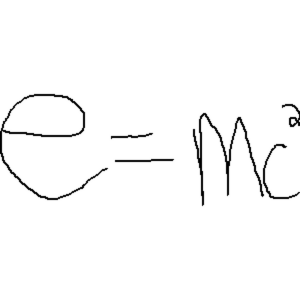 e = mc²